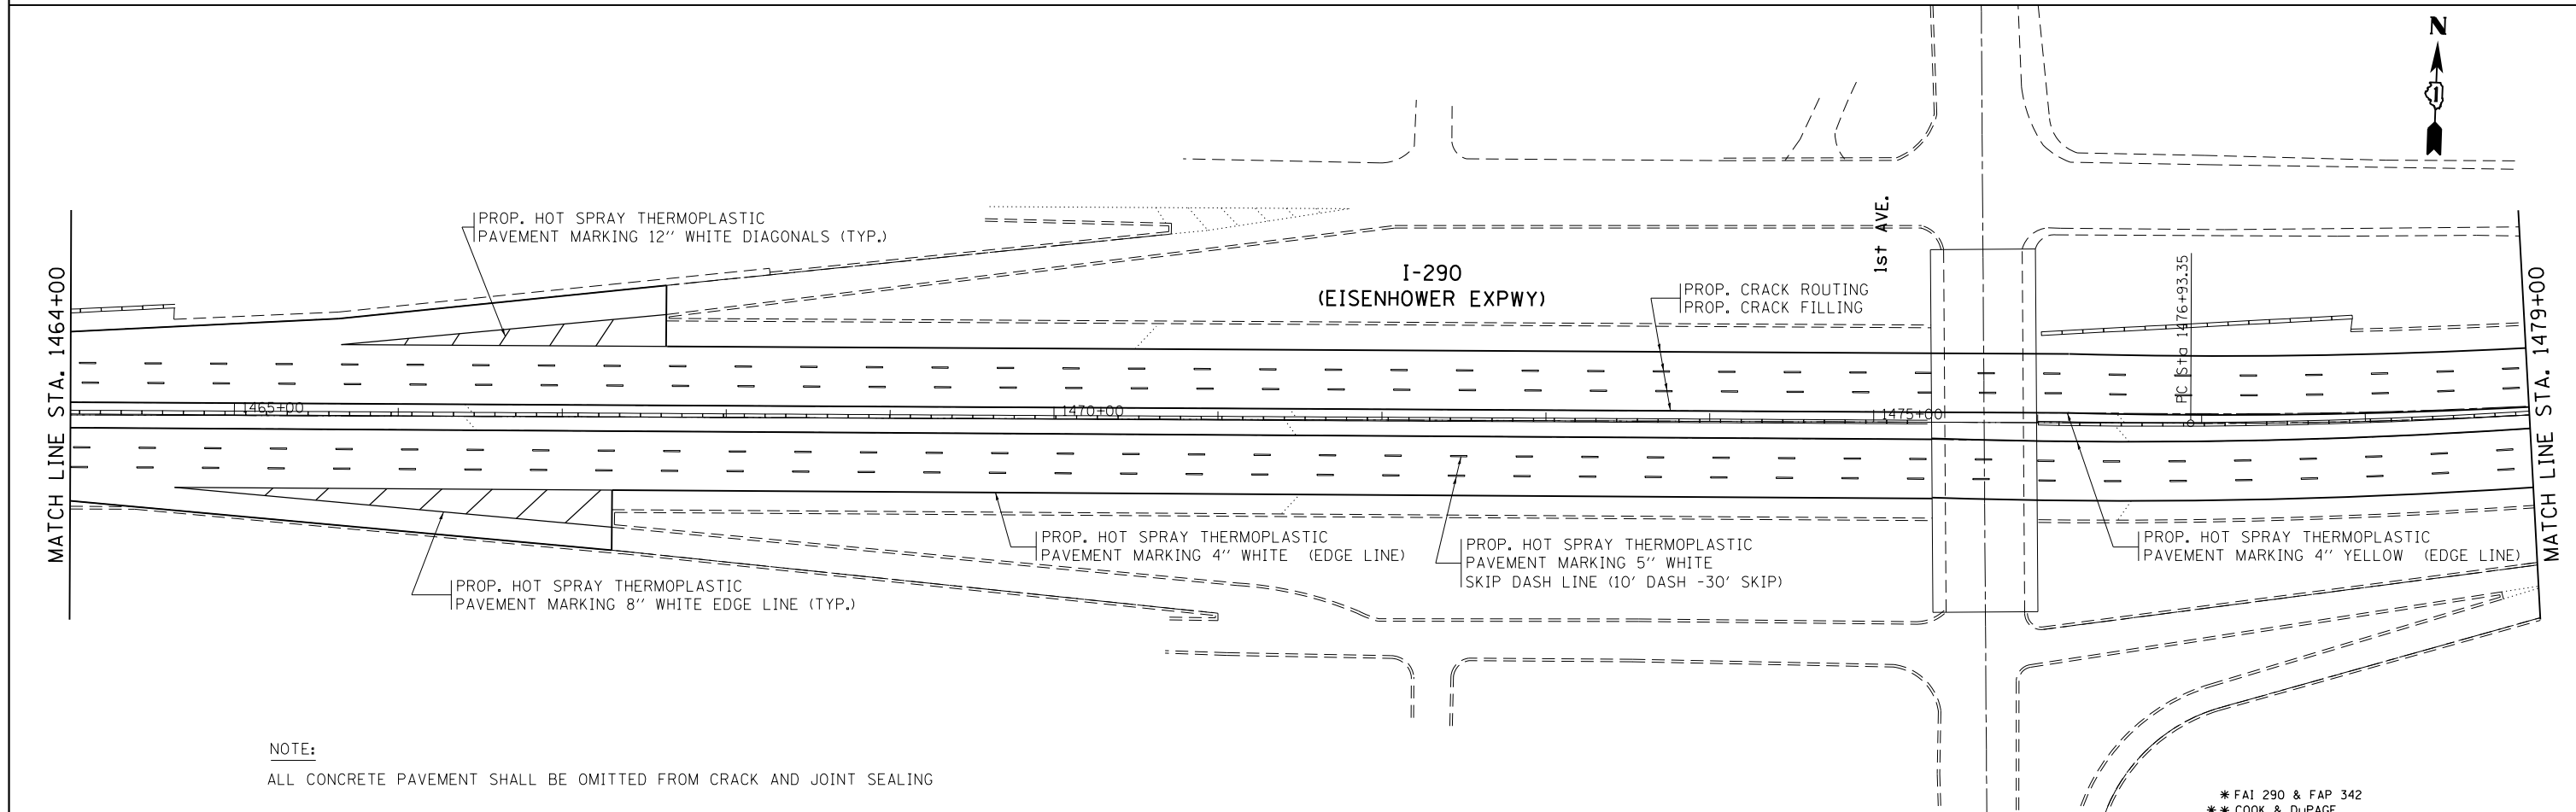 N
1
PROP. HOT SPRAY THERMOPLASTIC
PAVEMENT MARKING 12'' WHITE DIAGONALS (TYP.)
I-290
(EISENHOWER EXPWY)
1st AVE.
PROP. CRACK ROUTING
PROP. CRACK FILLING
PC Sta 1476+93.35
MATCH LINE STA. 1464+00
MATCH LINE STA. 1479+00
1465+00
1470+00
1475+00
PROP. HOT SPRAY THERMOPLASTIC
PAVEMENT MARKING 4'' WHITE (EDGE LINE)
PROP. HOT SPRAY THERMOPLASTIC
PAVEMENT MARKING 5'' WHITE
SKIP DASH LINE (10' DASH -30' SKIP)
PROP. HOT SPRAY THERMOPLASTIC
PAVEMENT MARKING 4'' YELLOW (EDGE LINE)
PROP. HOT SPRAY THERMOPLASTIC
PAVEMENT MARKING 8'' WHITE EDGE LINE (TYP.)
NOTE:
ALL CONCRETE PAVEMENT SHALL BE OMITTED FROM CRACK AND JOINT SEALING
* FAI 290 & FAP 342
** COOK & DuPAGE